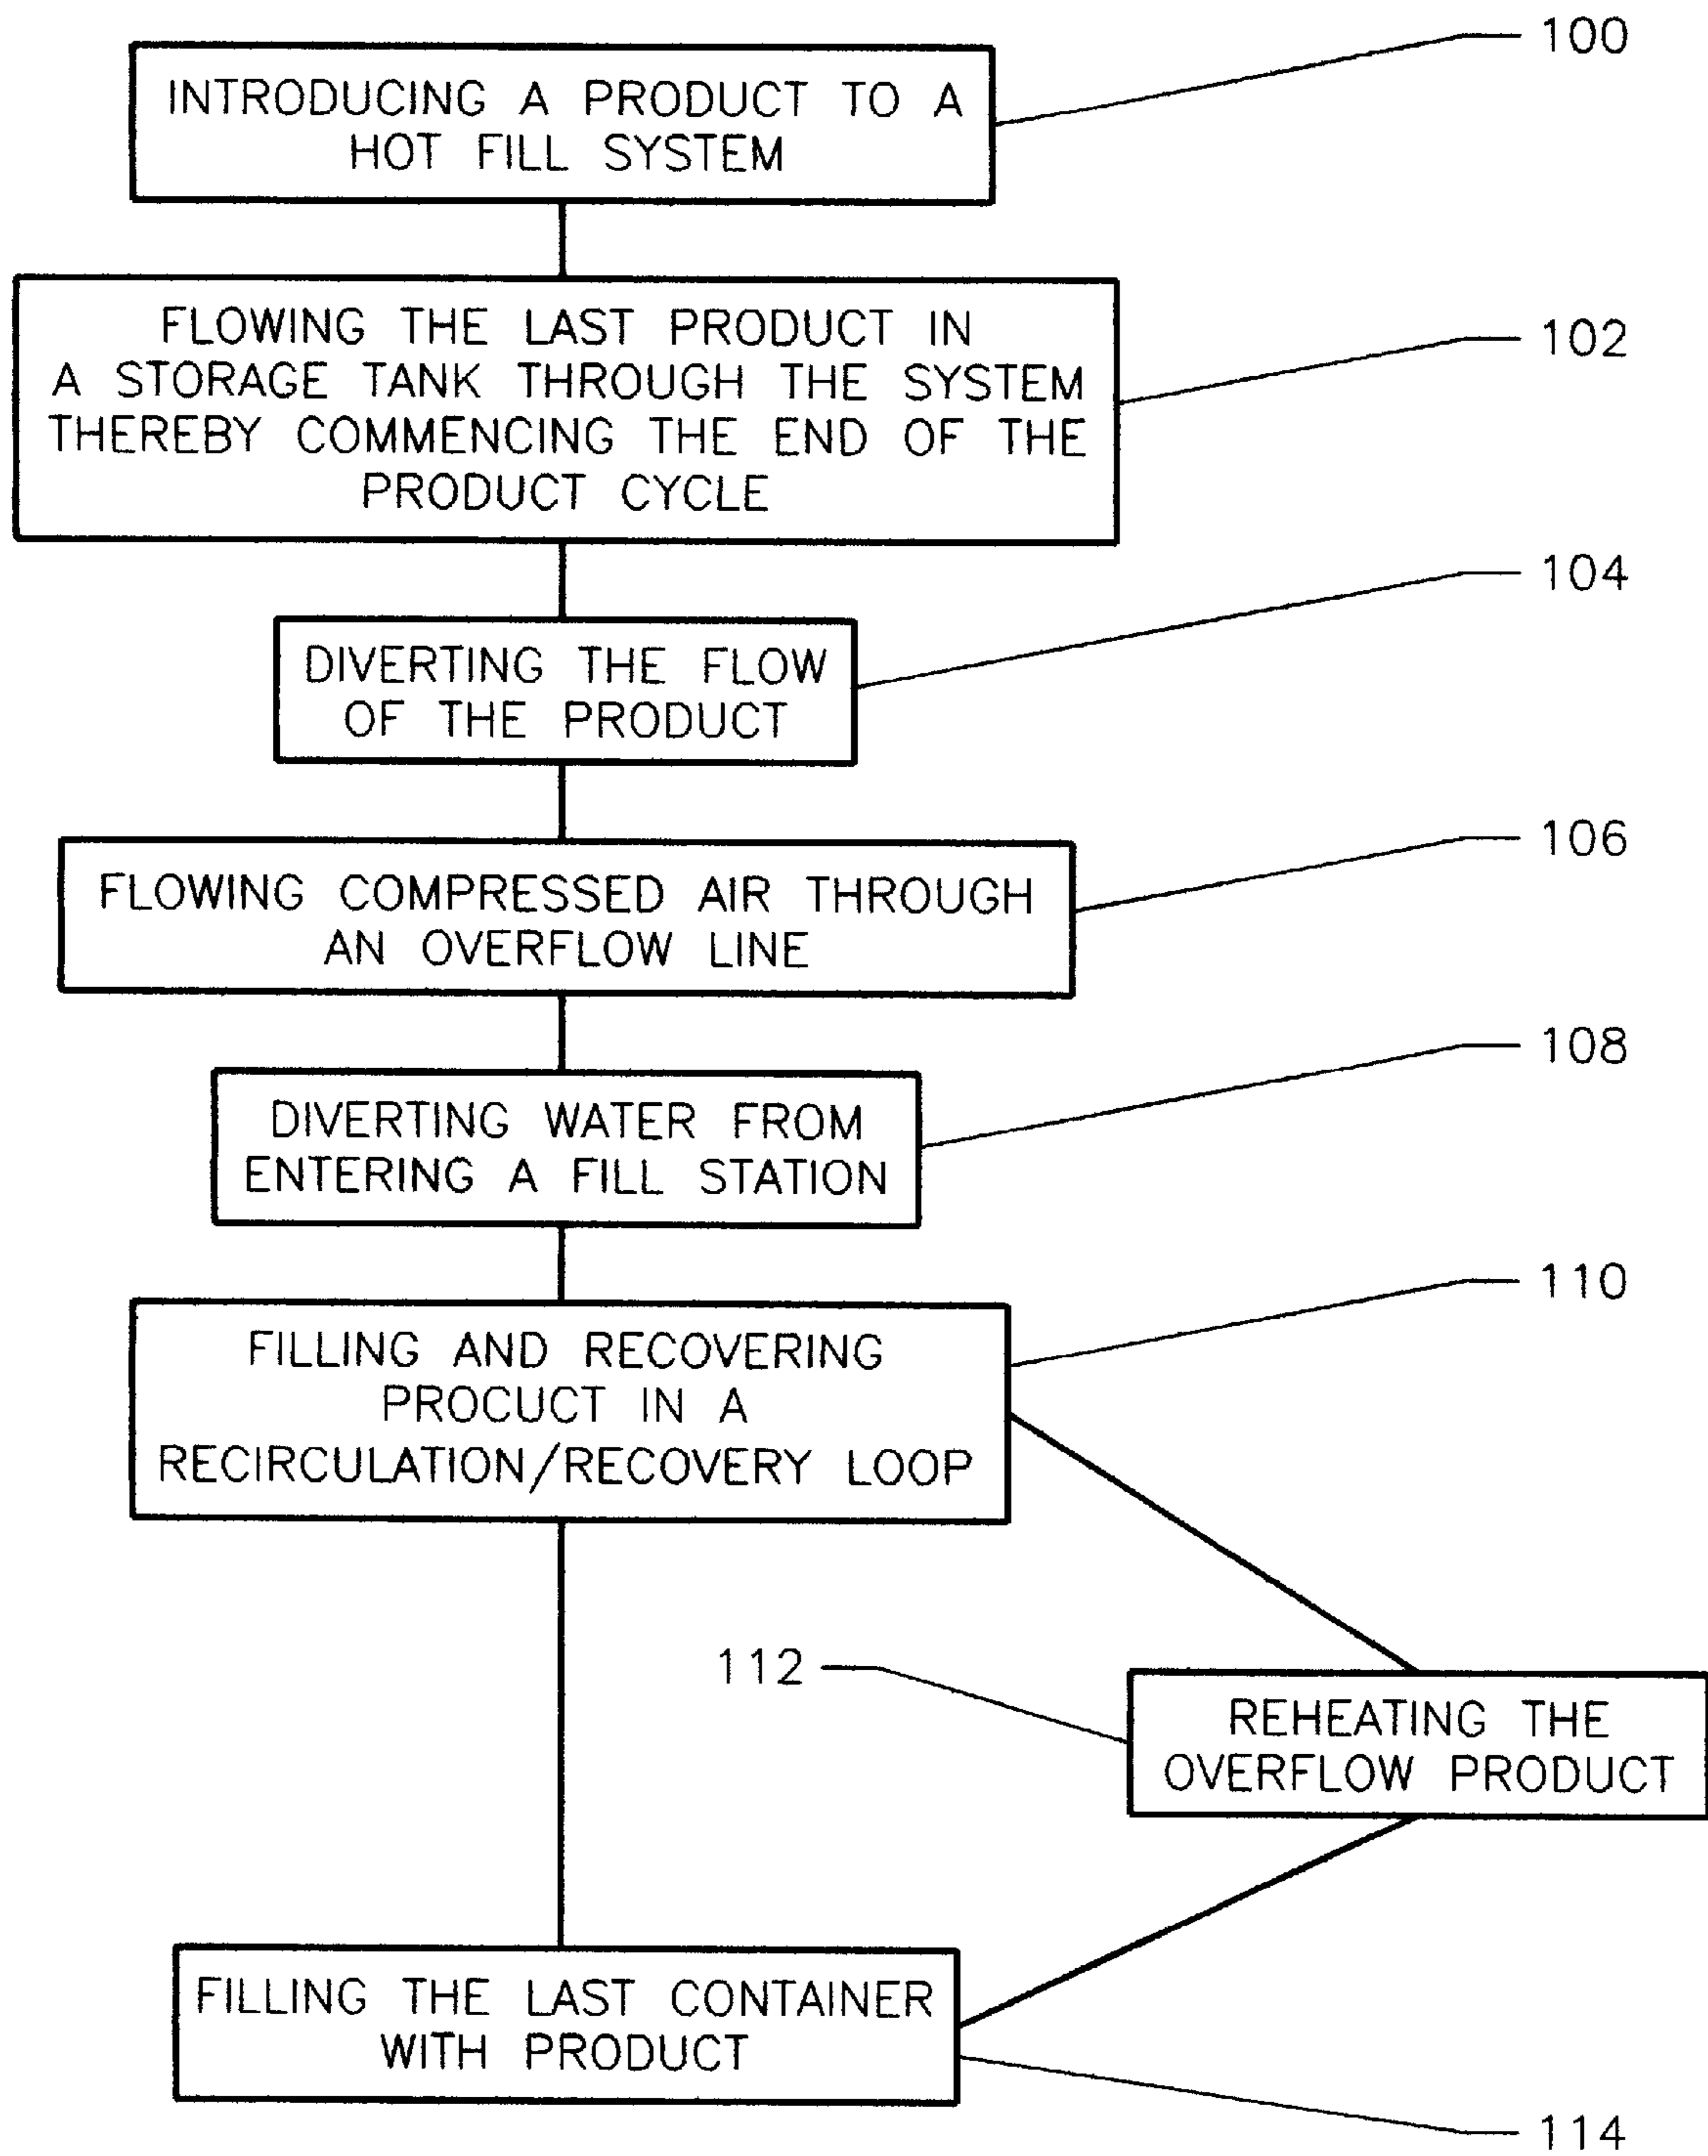 100
INTRODUCING A PRODUCT TO A
HOT FILL SYSTEM
102
FLOWING THE LAST PRODUCT IN
A STORAGE TANK THROUGH THE SYSTEM
THEREBY COMMENCING THE END OF THE
PRODUCT CYCLE
104
DIVERTING THE FLOW
OF THE PRODUCT
106
FLOWING COMPRESSED AIR THROUGH
AN OVERFLOW LINE
108
DIVERTING WATER FROM
ENTERING A FILL STATION
110
FILLING AND RECOVERING
PROCUCT IN A
RECIRCULATION/RECOVERY LOOP
112
REHEATING THE
OVERFLOW PRODUCT
FILLING THE LAST CONTAINER
WITH PRODUCT
114